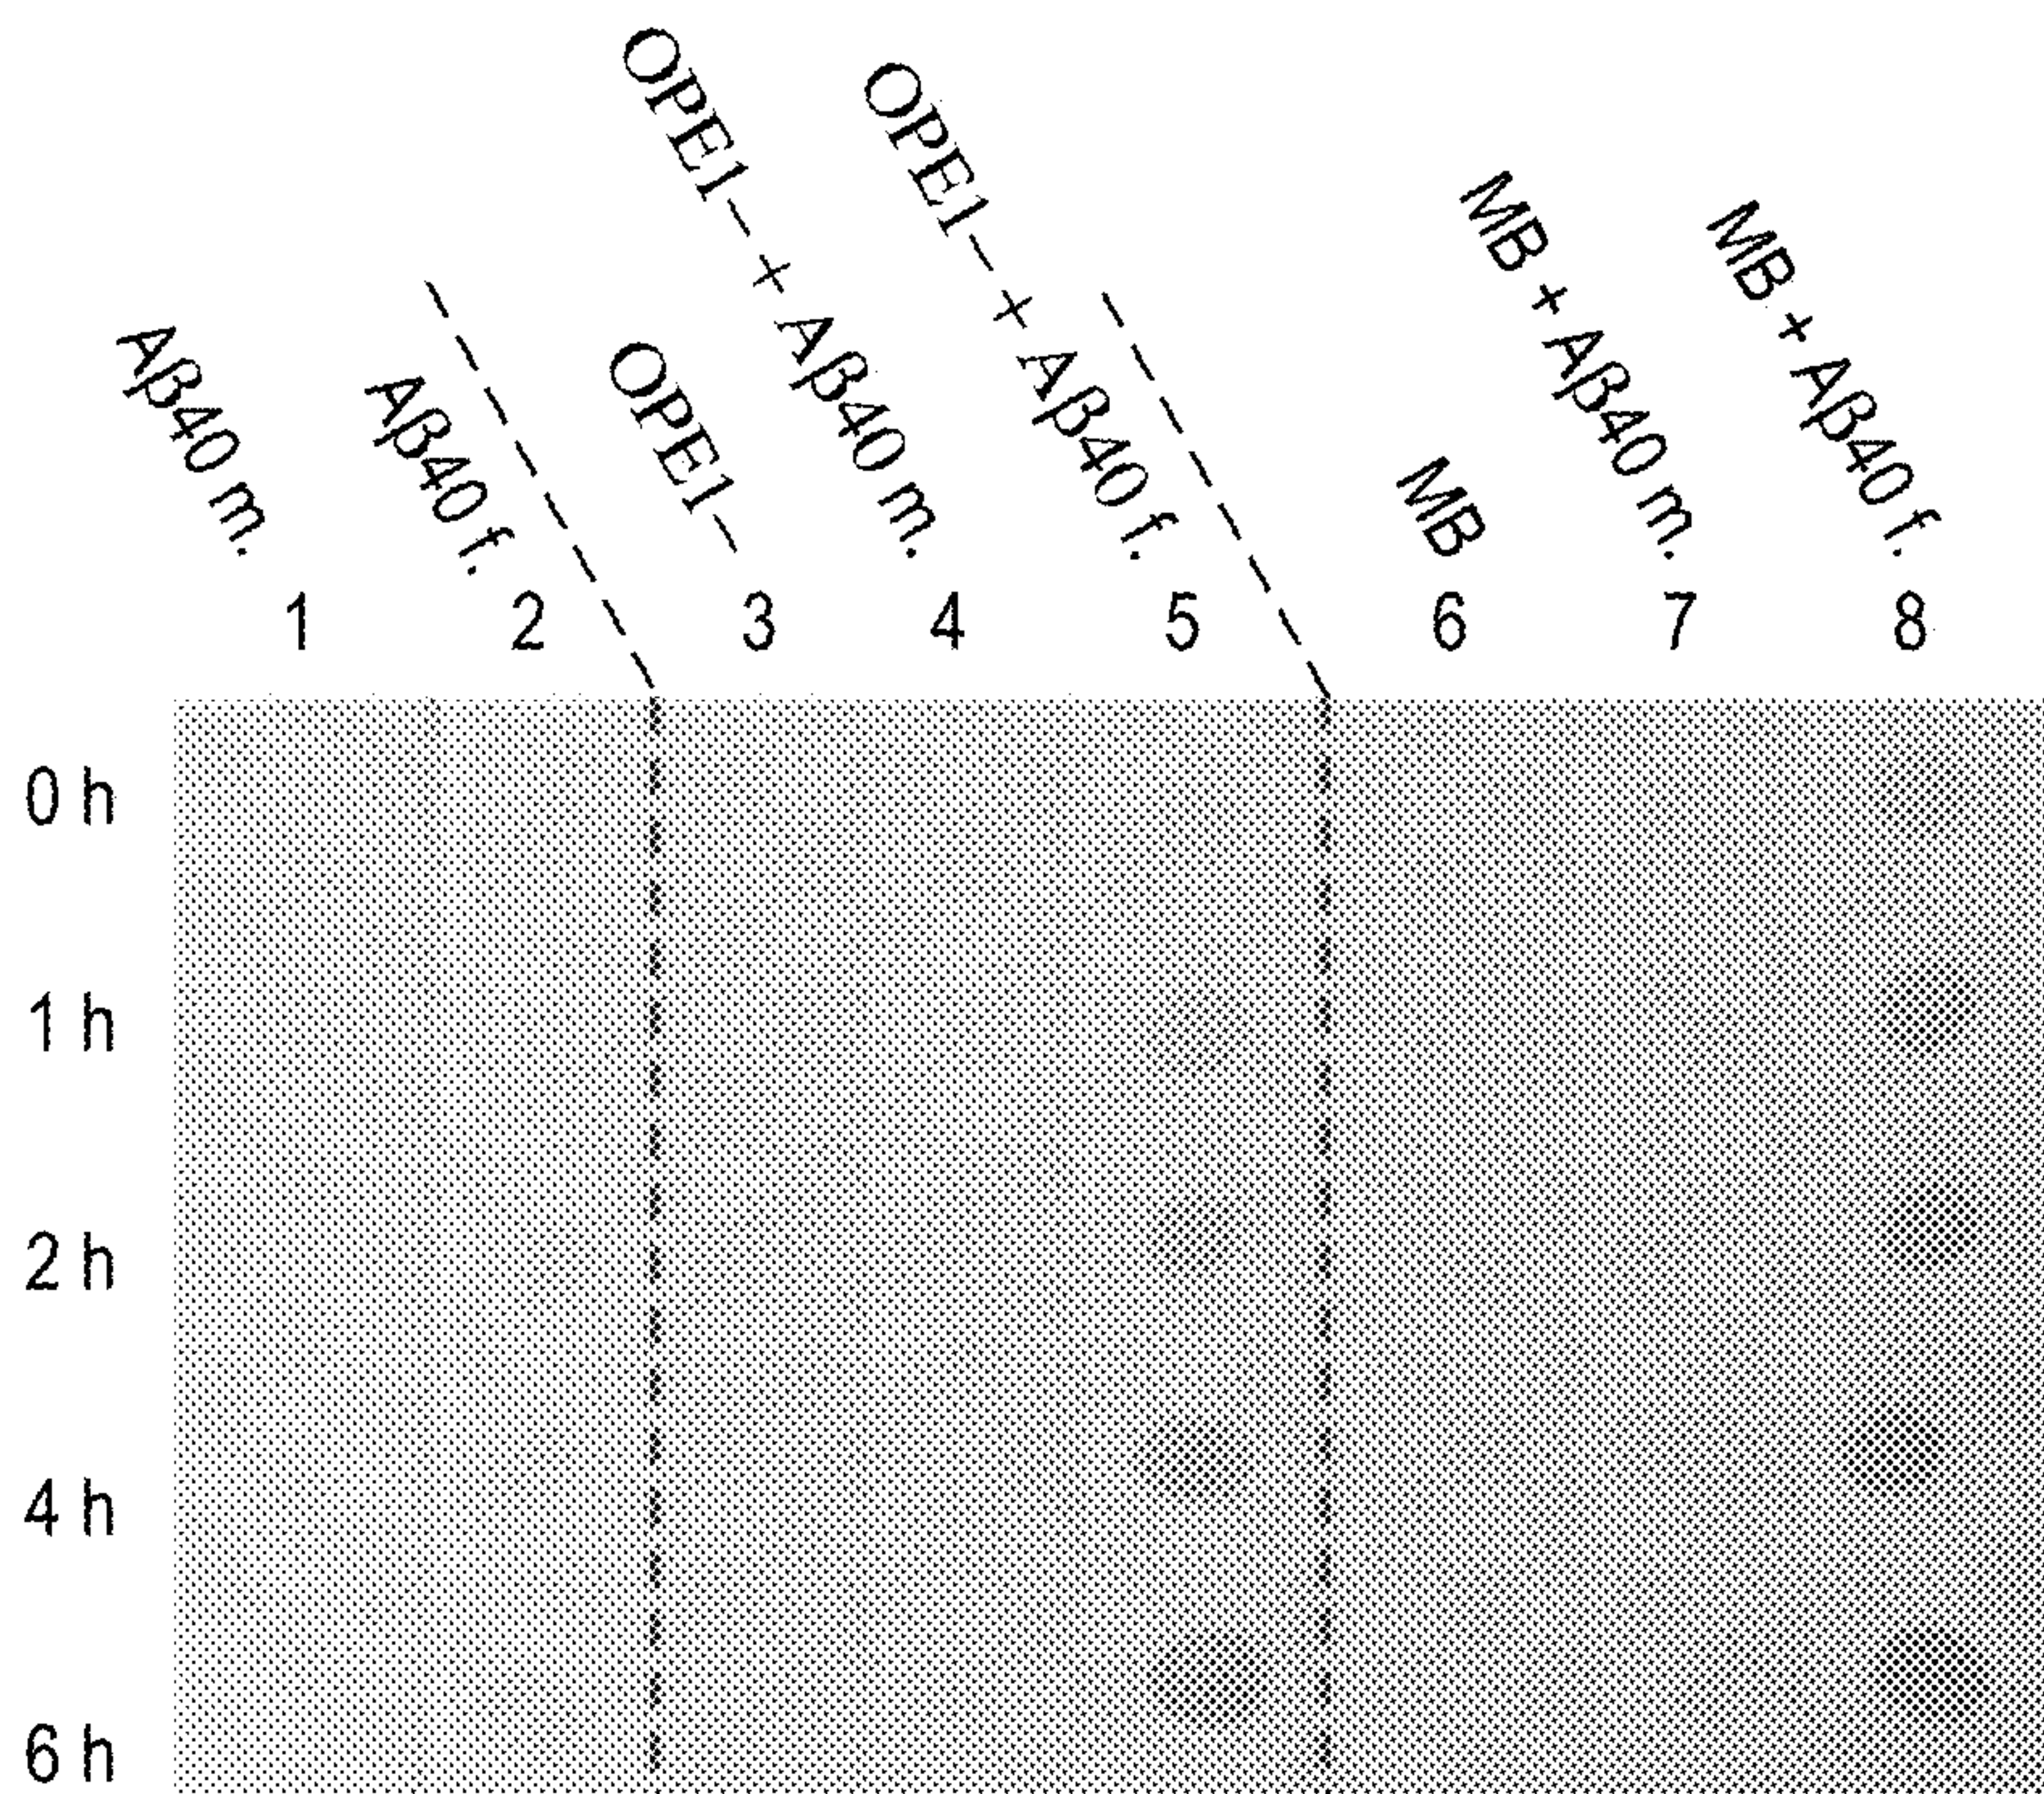 Aβ40 m.
Aβ40 f.
OPE1–
OPE1– + Aβ40 m.
OPE1– + Aβ40 f.
MB
MB + Aβ40 m.
MB + Aβ40 f.
1 2 3 4 5 6 7 8
0 h
1 h
2 h
4 h
6 h